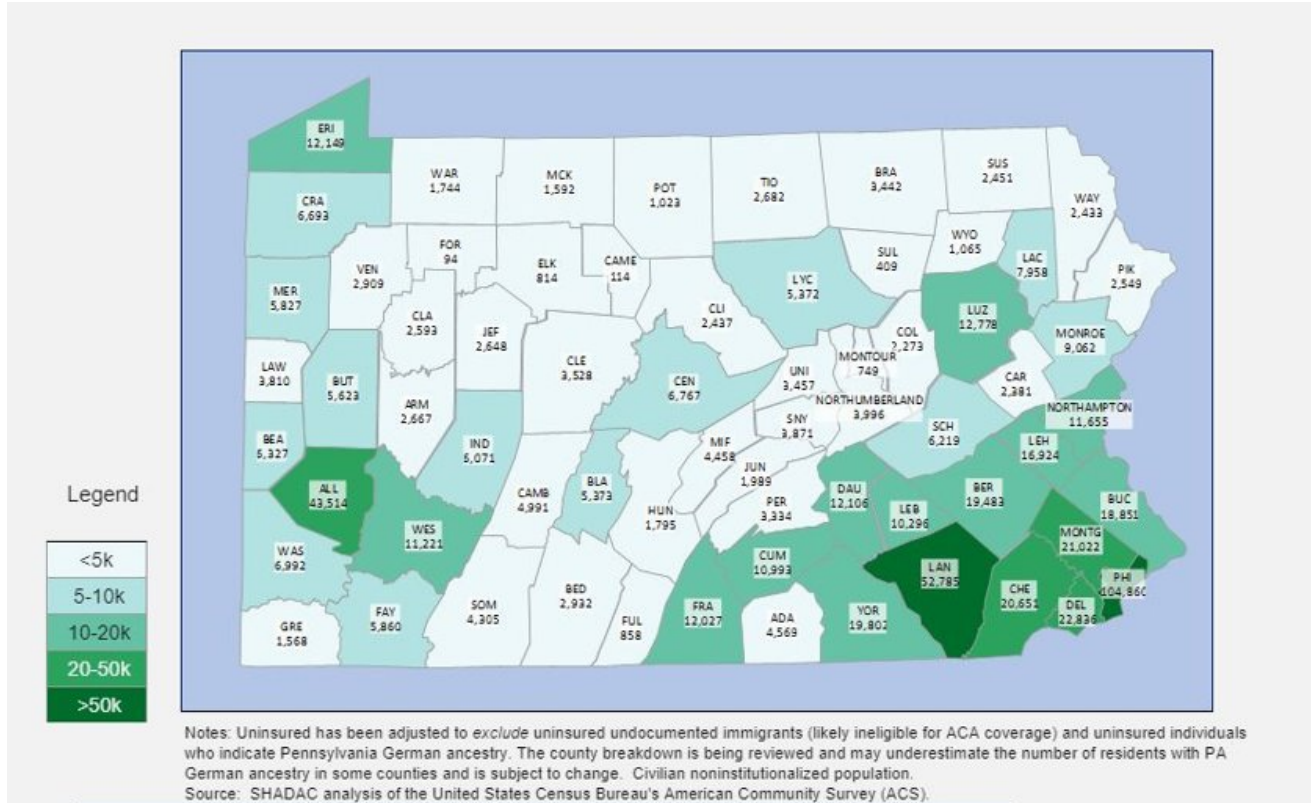 ERI
12,149
WAR
1,744
MCK
1,592
POT
1,023
TIO
2,682
BRA
3,442
SUS
2,451
WAY
2,433
CRA
6,693
FOR
94
ELK
814
CAME
114
SUL
409
WYO
1,065
LAC
7,958
PIK
2,549
VEN
2,909
MER
5,827
CLA
2,593
JEF
2,648
CLI
2,437
LYC
5,372
COL
2,273
LUZ
12,778
MONROE
9,062
LAW
3,810
BUT
5,623
CLE
3,528
CEN
6,767
UNI
3,457
MONTOUR
749
CAR
2,381
ARM
2,667
NORTHUMBERLAND
3,996
NORTHAMPTON
11,655
BEA
5,327
IND
5,071
MIF
4,458
SNY
3,871
SCH
6,219
LEH
16,924
ALL
43,514
CAMB
4,991
BLA
5,373
HUN
1,795
JUN
1,989
PER
3,334
DAU
12,106
LEB
10,296
BER
19,483
BUC
18,851
WES
11,221
WAS
6,992
CUM
10,993
LAN
52,785
MONTG
21,022
PHI
104,860
GRE
1,568
FAY
5,860
SOM
4,305
BED
2,932
FUL
858
FRA
12,027
ADA
4,569
YOR
19,802
CHE
20,651
DEL
22,836
Legend
<5k
5-10k
10-20k
20-50k
>50k
Notes: Uninsured has been adjusted to exclude uninsured undocumented immigrants (likely ineligible for ACA coverage) and uninsured individuals
who indicate Pennsylvania German ancestry. The county breakdown is being reviewed and may underestimate the number of residents with PA
German ancestry in some counties and is subject to change. Civilian noninstitutionalized population.
Source: SHADAC analysis of the United States Census Bureau's American Community Survey (ACS).